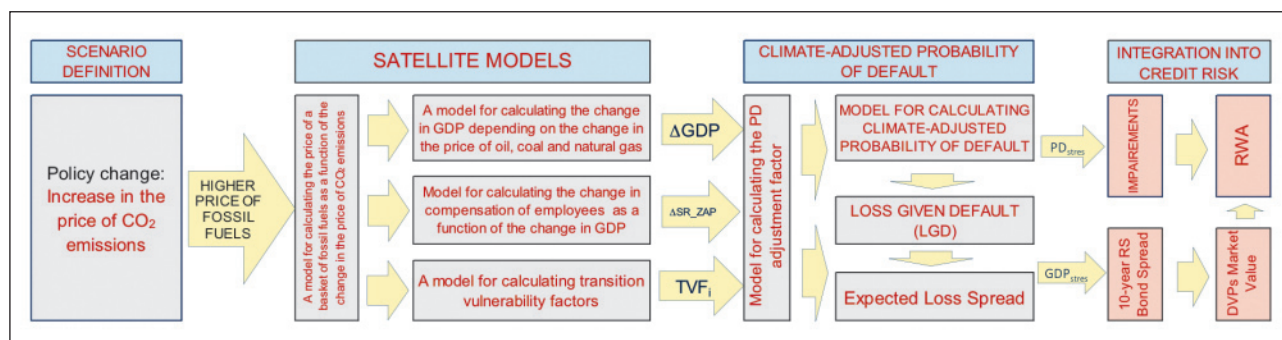 SCENARIO
DEFINITION
Policy change:
Increase in the
price of CO₂
emissions
HIGHER
PRICE OF
FOSSIL
FUELS
SATELLITE MODELS
A model for calculating the price of a
basket of fossil fuels as a function of the
change in the price of CO₂ emissions
A model for calculating the change
in GDP depending on the change in
the price of oil, coal and natural gas
Model for calculating the change in
compensation of employees as a
function of the change in GDP
A model for calculating transition
vulnerability factors
ΔGDP
ΔSR_ZAP
TVFᵢ
CLIMATE-ADJUSTED PROBABILITY
OF DEFAULT
Model for calculating the PD
adjustment factor
MODEL FOR CALCULATING
CLIMATE-ADJUSTED
PROBABILITY OF DEFAULT
LOSS GIVEN DEFAULT
(LGD)
Expected Loss Spread
PDstres
GDPstres
INTEGRATION INTO
CREDIT RISK
IMPAIREMENTS
RWA
10-year RS
Bond Spread
DVPs Market
Value